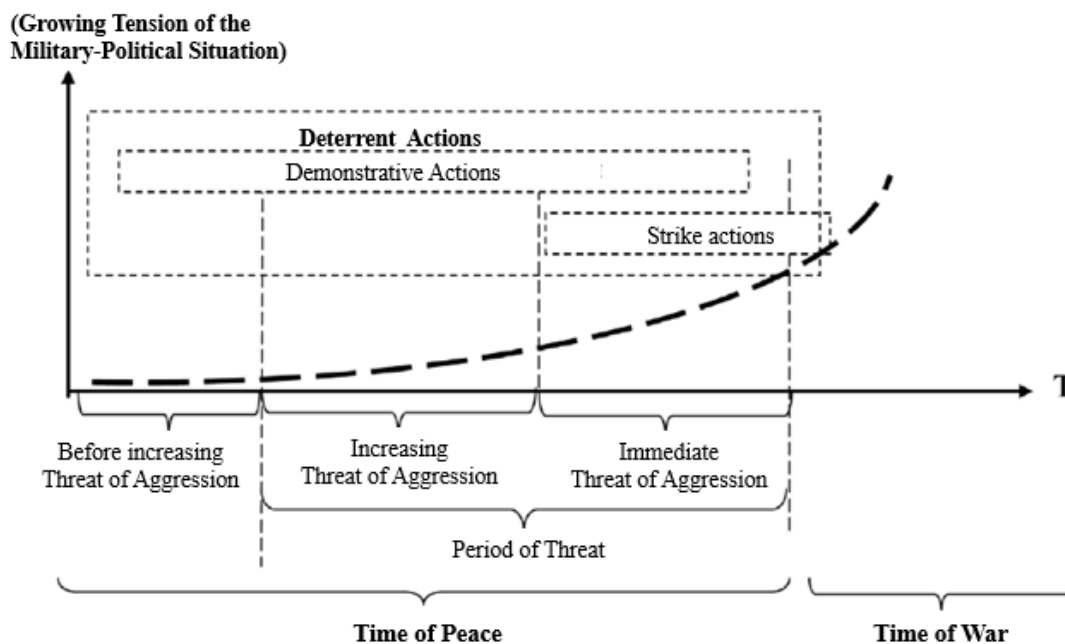 (Growing Tension of the
Military-Political Situation)
Deterrent Actions
Demonstrative Actions
Strike actions
T
Before increasing
Threat of Aggression
Increasing
Threat of Aggression
Immediate
Threat of Aggression
Period of Threat
Time of Peace
Time of War